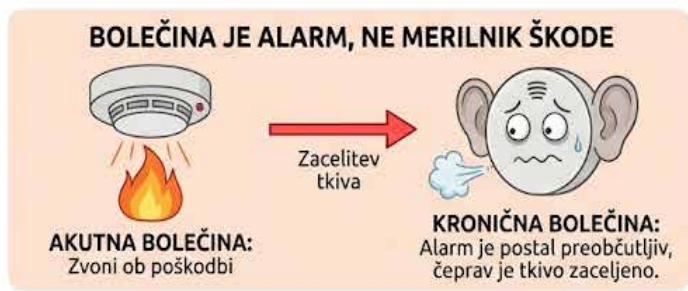 BOLEČINA JE ALARM, NE MERILNIK ŠKODE
Zacelitev
tkiva
AKUTNA BOLEČINA:
Zvoni ob poškodbi
KRONIČNA BOLEČINA:
Alarm je postal preobčutljiv,
čeprav je tkivo zaceljeno.